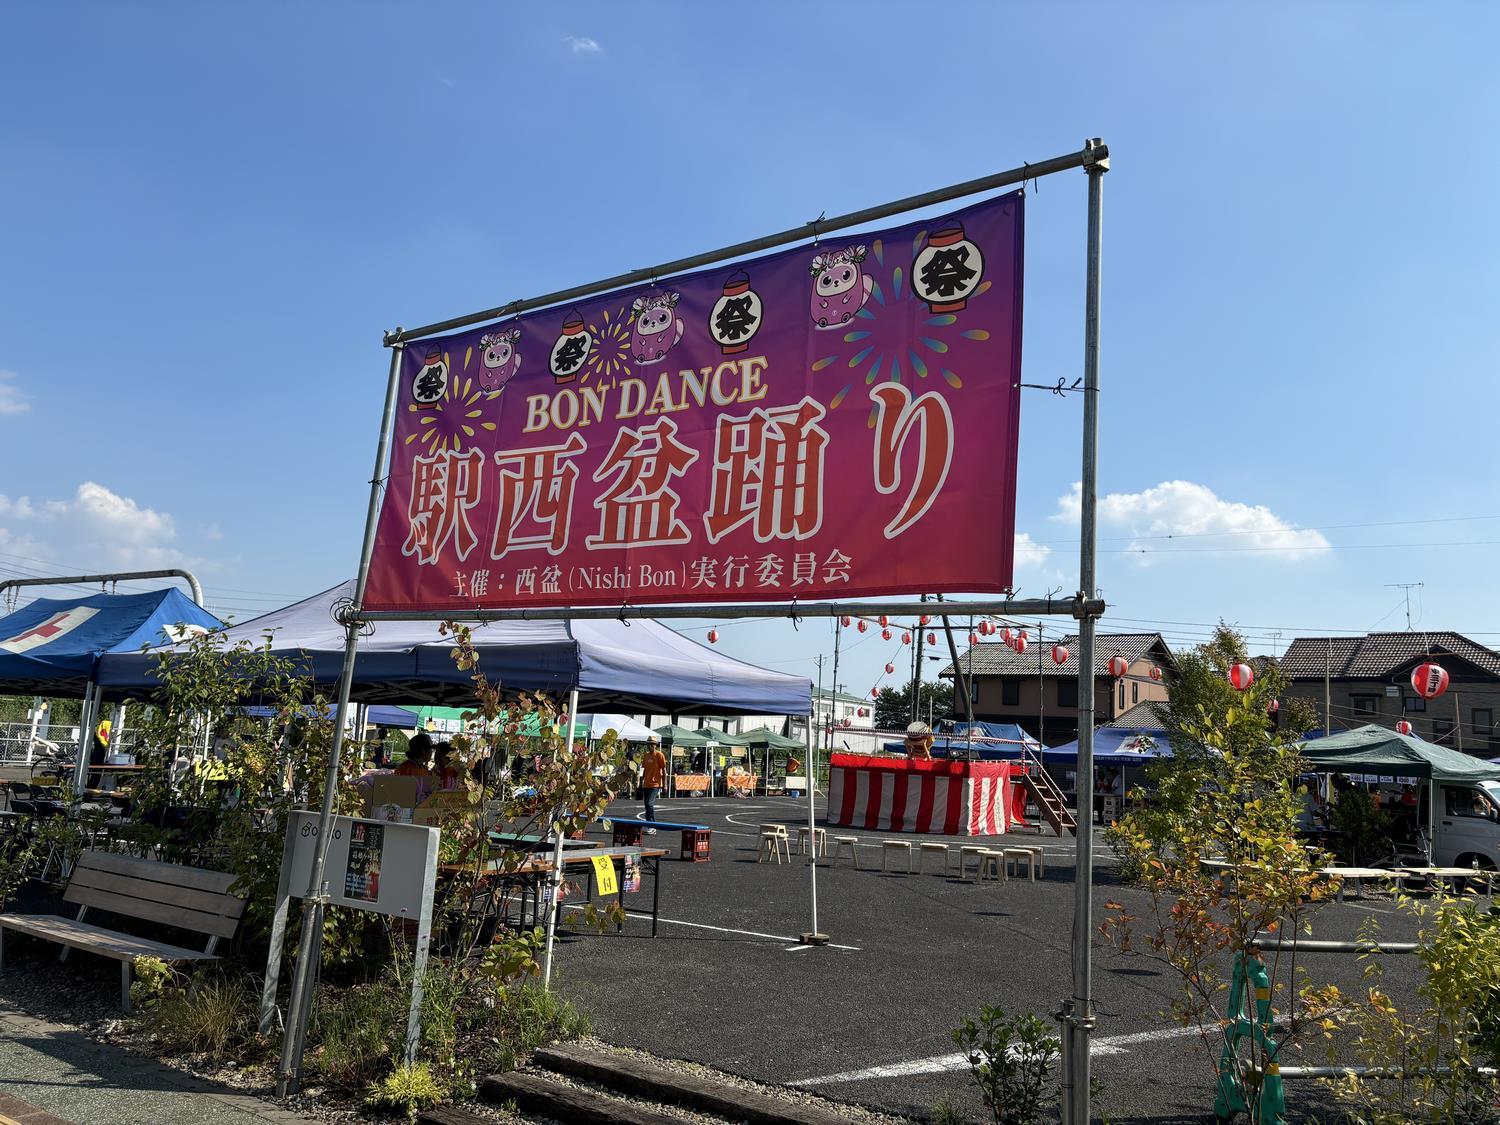 祭 祭 祭 祭
BON DANCE
駅西盆踊り
主催：西盆(Nishi Bon)実行委員会
受付